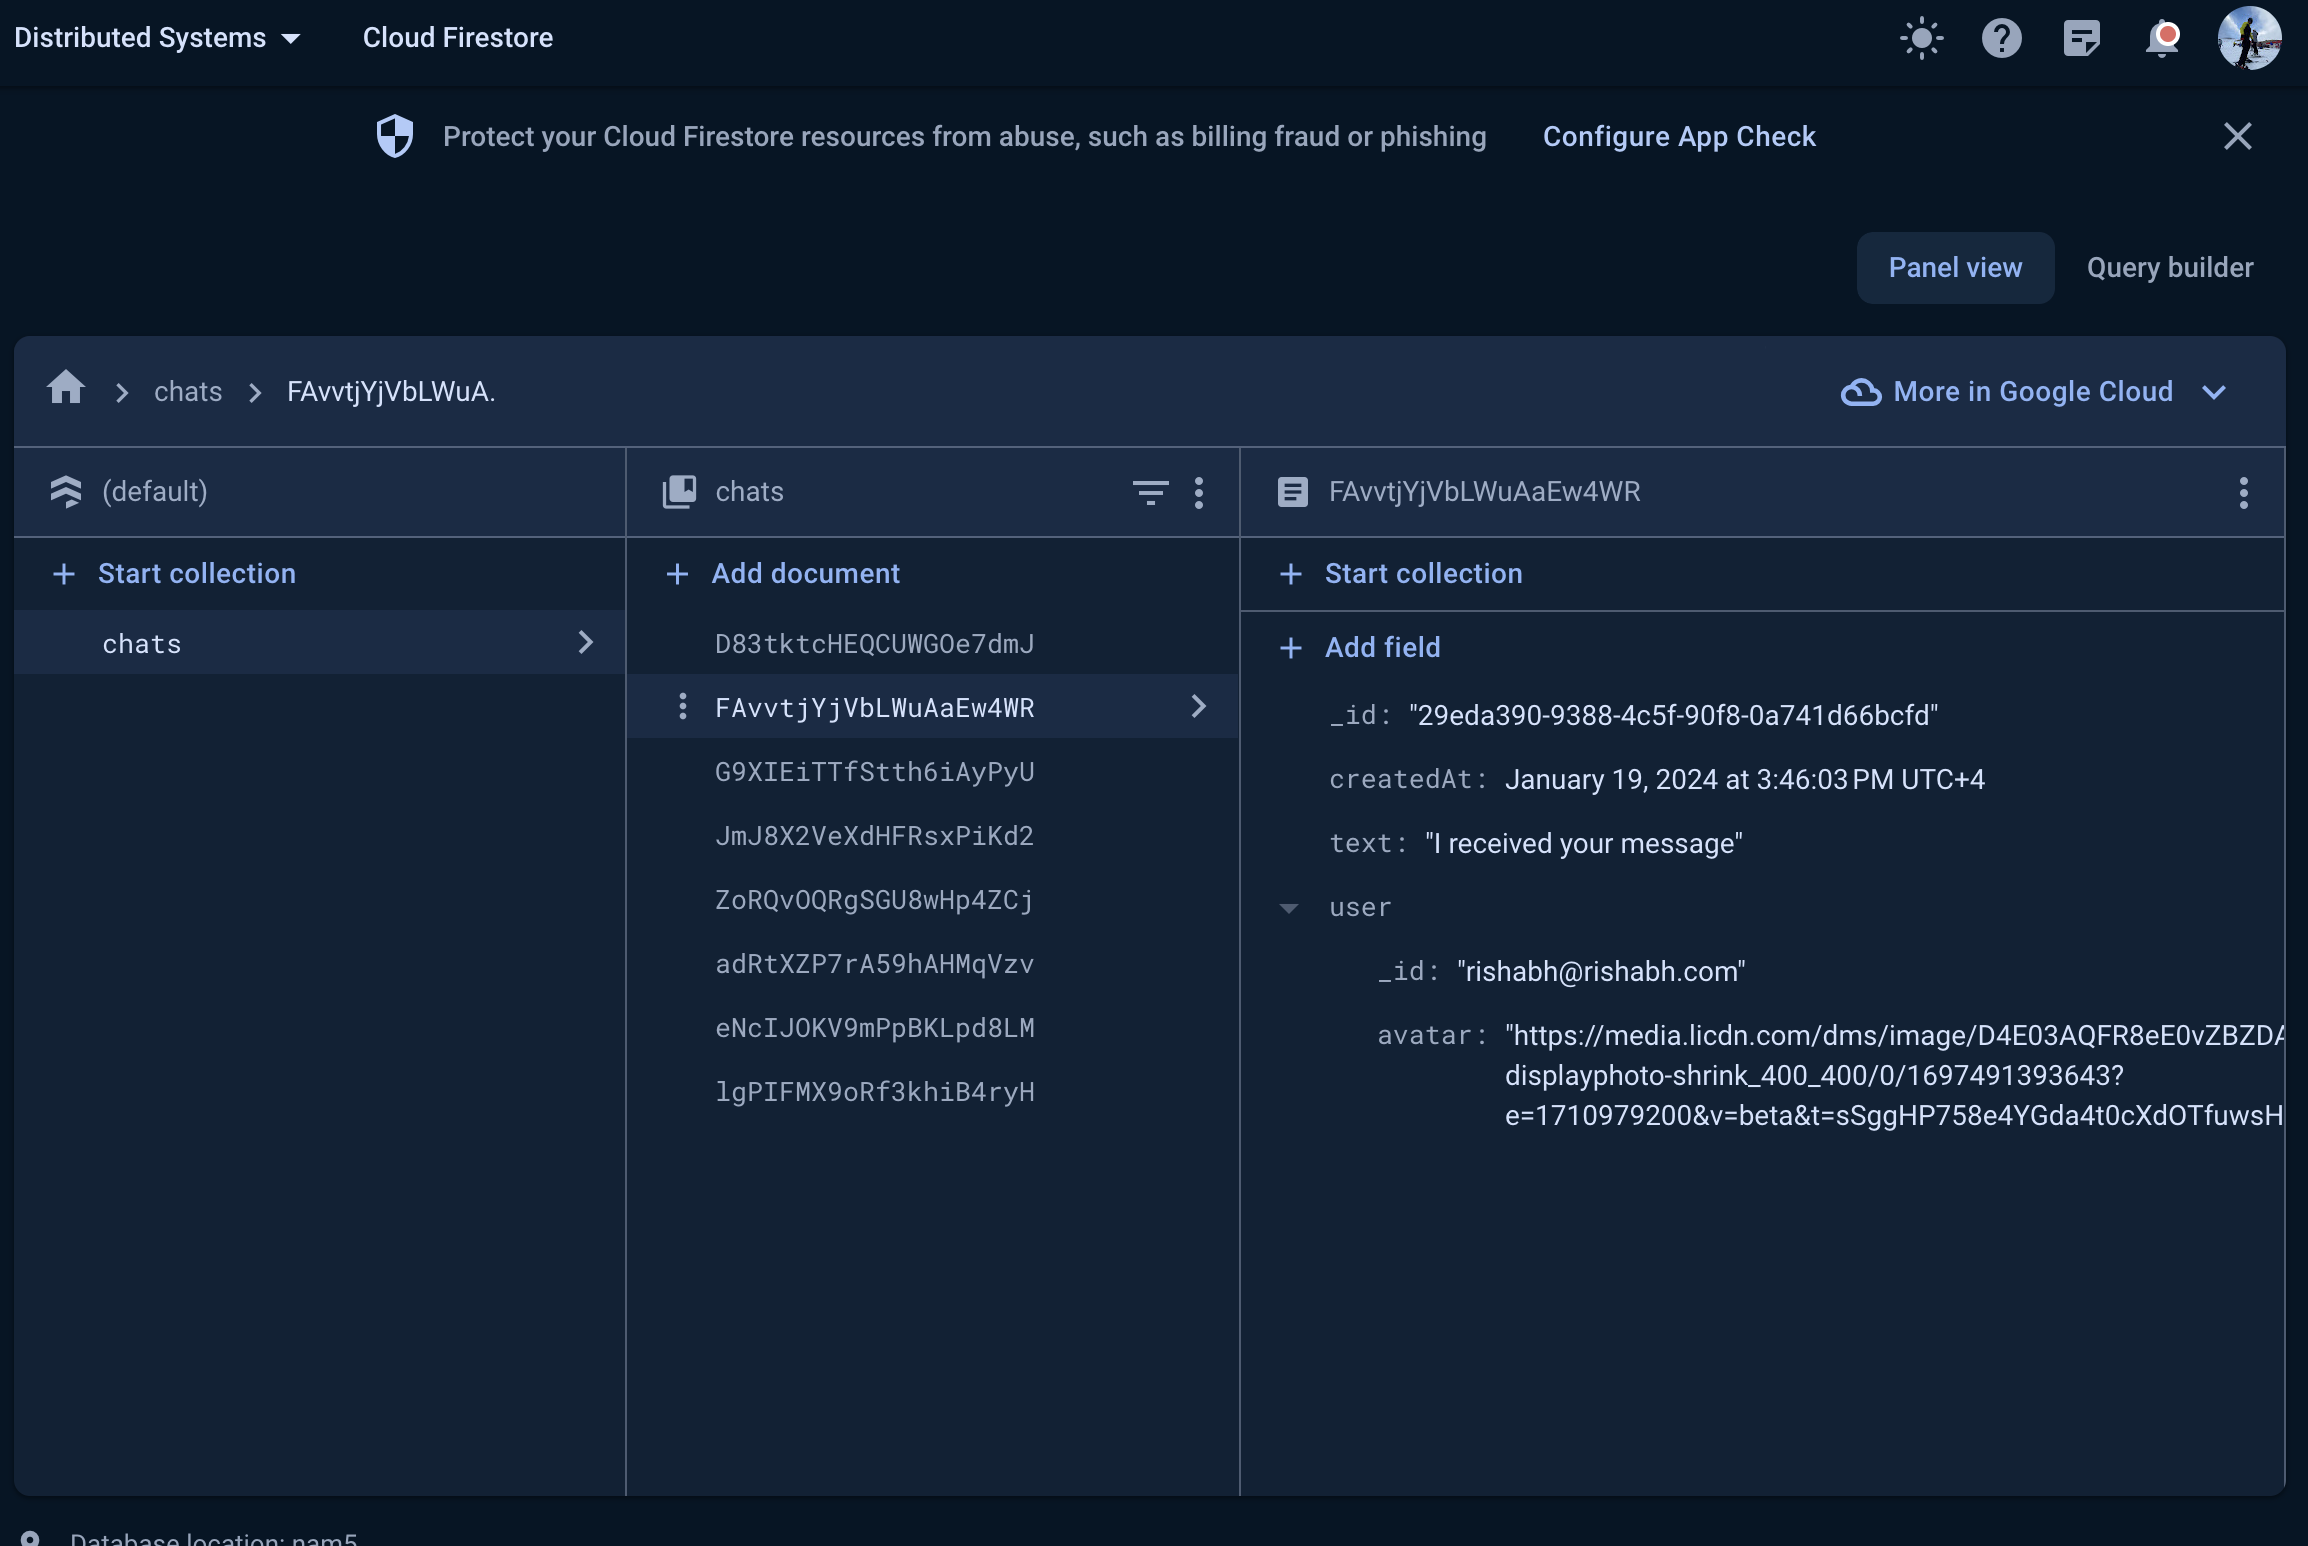 Distributed Systems
Cloud Firestore
Protect your Cloud Firestore resources from abuse, such as billing fraud or phishing
Configure App Check
Panel view
Query builder
chats
FAvvtjYjVbLWuA.
More in Google Cloud
(default)
Start collection
chats
chats
Add document
D83tktcHEQCUWGOe7dmJ
FAvvtjYjVbLWuAaEw4WR
G9XIEiTTfStth6iAyPyU
JmJ8X2VeXdHFRsxPiKd2
ZoRQvOQRgSGU8wHp4ZCj
adRtXZP7rA59hAHMqVzv
eNcIJOKV9mPpBKLpd8LM
lgPIFMX9oRf3khiB4ryH
FAvvtjYjVbLWuAaEw4WR
Start collection
Add field
_id: "29eda390-9388-4c5f-90f8-0a741d66bcfd"
createdAt: January 19, 2024 at 3:46:03 PM UTC+4
text: "I received your message"
user
_id: "rishabh@rishabh.com"
avatar: "https://media.licdn.com/dms/image/D4E03AQFR8eE0vZBZDA
displayphoto-shrink_400_400/0/1697491393643?
e=1710979200&v=beta&t=sSggHP758e4YGda4t0cXdOTfuwsH
Database location: nam5